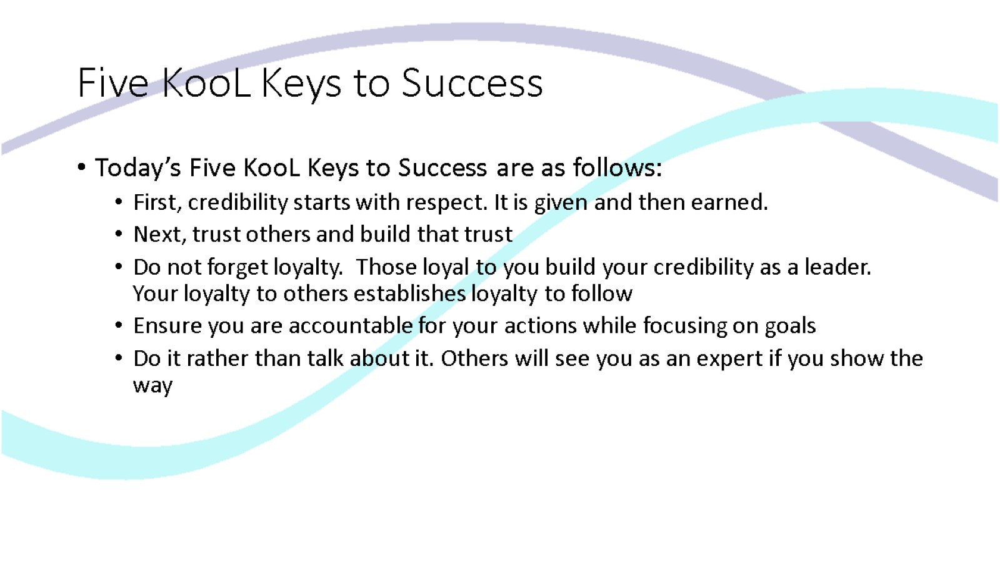 Five KooL Keys to Success
• Today’s Five KooL Keys to Success are as follows:
• First, credibility starts with respect. It is given and then earned.
• Next, trust others and build that trust
• Do not forget loyalty.  Those loyal to you build your credibility as a leader.
Your loyalty to others establishes loyalty to follow
• Ensure you are accountable for your actions while focusing on goals
• Do it rather than talk about it. Others will see you as an expert if you show the
way